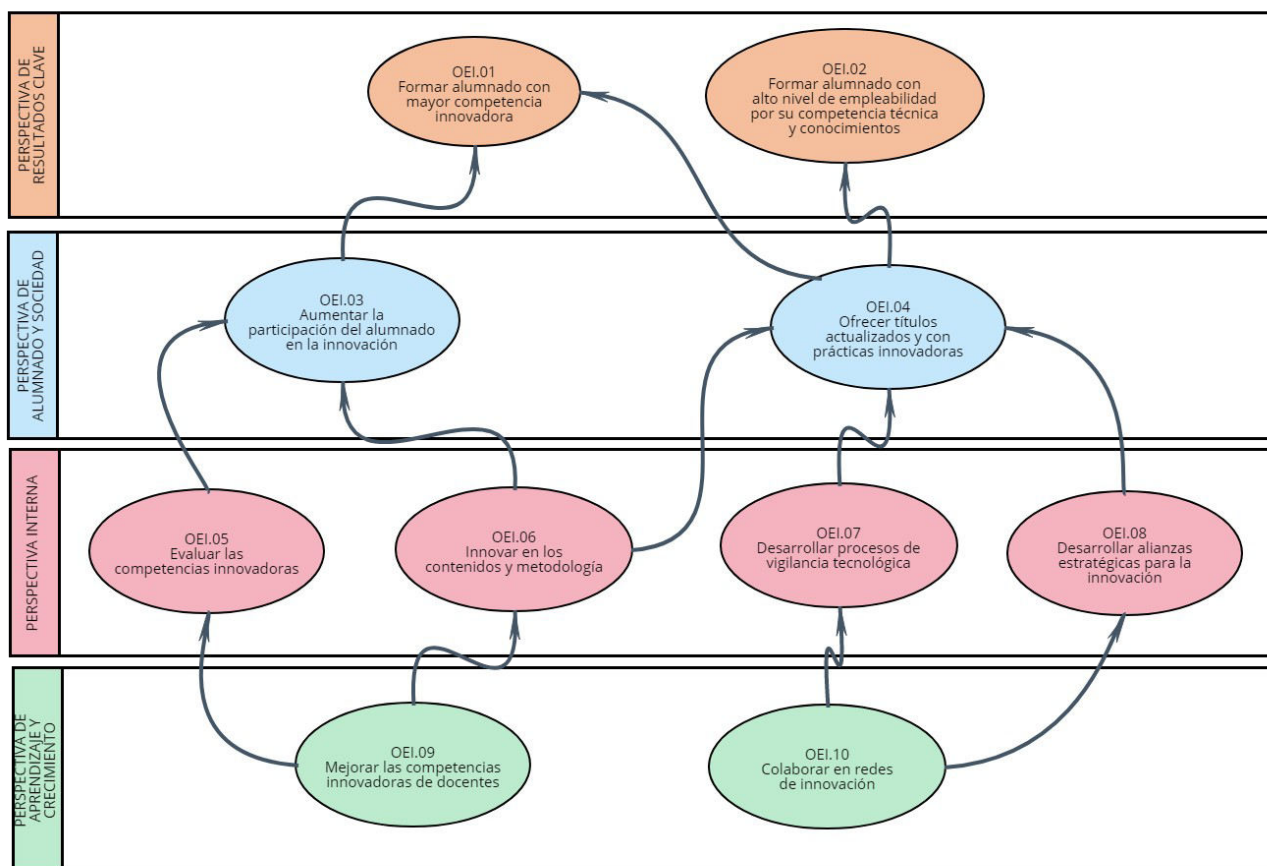 PERSPECTIVA DE
RESULTADOS CLAVE
OEI.01
Formar alumnado con
mayor competencia
innovadora
OEI.02
Formar alumnado con
alto nivel de empleabilidad
por su competencia técnica
y conocimientos
PERSPECTIVA DE
ALUMNADO Y SOCIEDAD
OEI.03
Aumentar la
participación del alumnado
en la innovación
OEI.04
Ofrecer títulos
actualizados y con
prácticas innovadoras
PERSPECTIVA INTERNA
OEI.05
Evaluar las
competencias innovadoras
OEI.06
Innovar en los
contenidos y metodología
OEI.07
Desarrollar procesos de
vigilancia tecnológica
OEI.08
Desarrollar alianzas
estratégicas para la
innovación
PERSPECTIVA DE
APRENDIZAJE Y
CRECIMIENTO
OEI.09
Mejorar las competencias
innovadoras de docentes
OEI.10
Colaborar en redes
de innovación